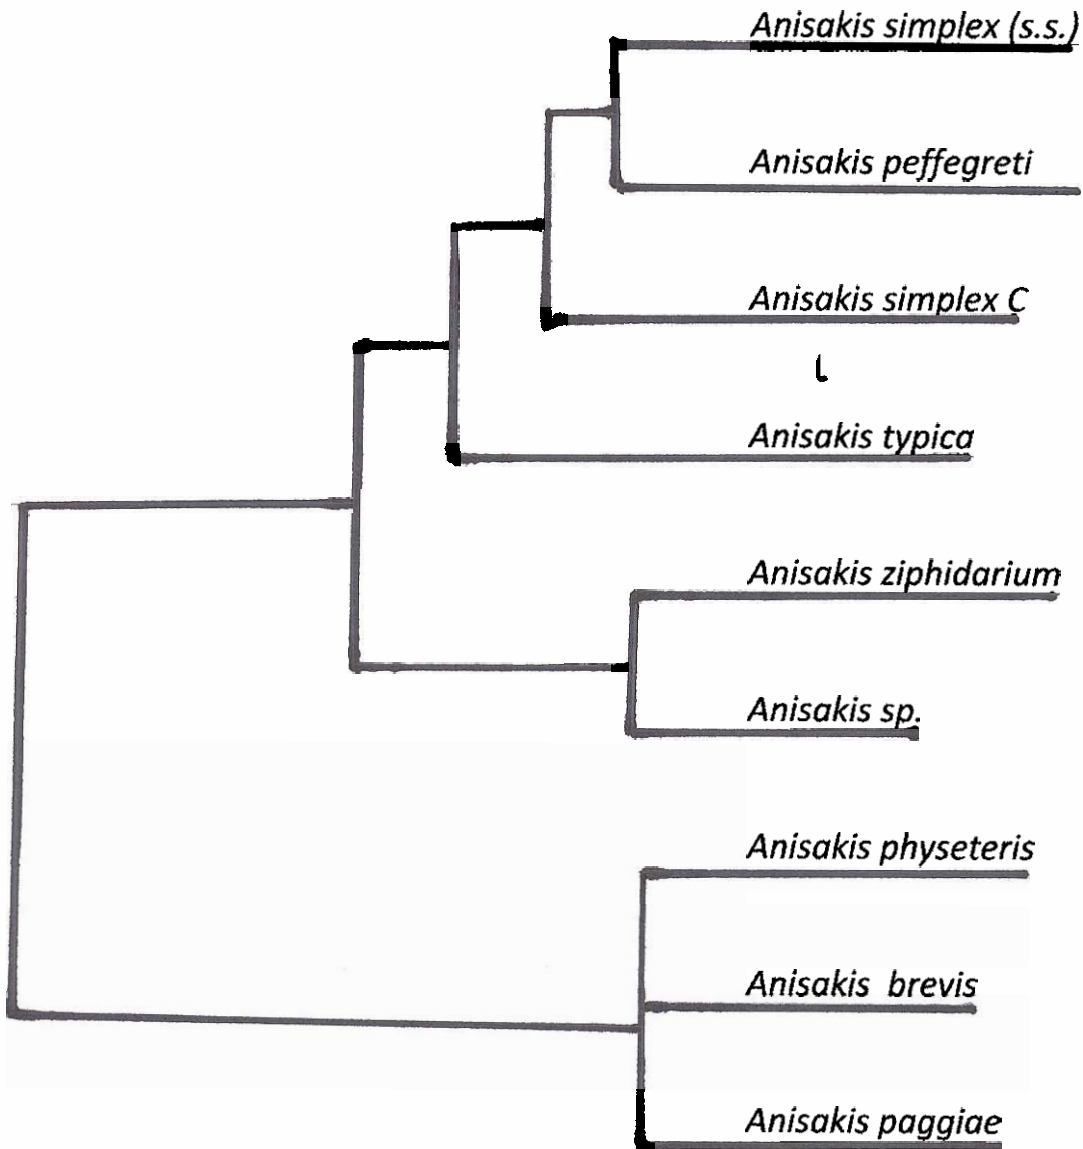 Anisakis simplex (s.s.)
Anisakis peffegreti
Anisakis simplex C
Anisakis typica
Anisakis ziphidarium
Anisakis sp.
Anisakis physeteris
Anisakis brevis
Anisakis paggiae